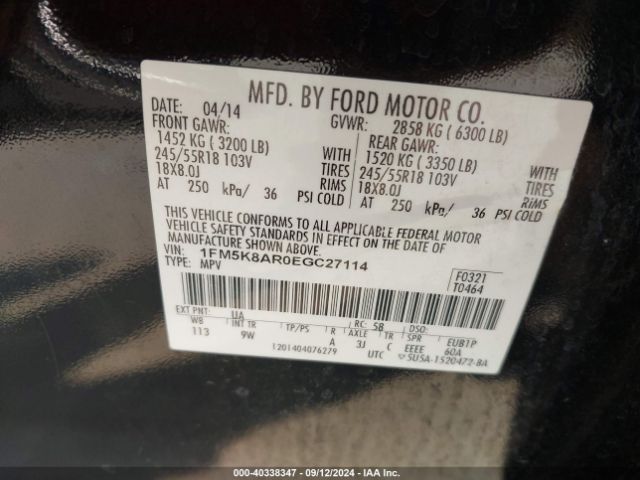 MFD. BY FORD MOTOR CO.
DATE: 04/14 GVWR: 2858 KG ( 6300 LB)
FRONT GAWR: REAR GAWR:
1452 KG ( 3200 LB) WITH 1520 KG ( 3350 LB) WITH
245/55R18 103V TIRES 245/55R18 103V TIRES
18X8.0J RIMS 18X8.0J RIMS
AT 250 kPa/ 36 PSI COLD AT 250 kPa/ 36 PSI COLD
THIS VEHICLE CONFORMS TO ALL APPLICABLE FEDERAL MOTOR
VEHICLE SAFETY STANDARDS IN EFFECT ON THE DATE OF
MANUFACTURE SHOWN ABOVE.
VIN: 1FM5K8AR0EGC27114
TYPE: MPV
F0321
T0464
EXT PNT: UA RC: 5B DSO:
WB INT TR TP/PS R AXLE TR SPR EUB1P
113 9W A 3J C EEEE 60A
1201404076279 UTC 5U5A-1520472-BA
000-40338347 - 09/12/2024 - IAA Inc.